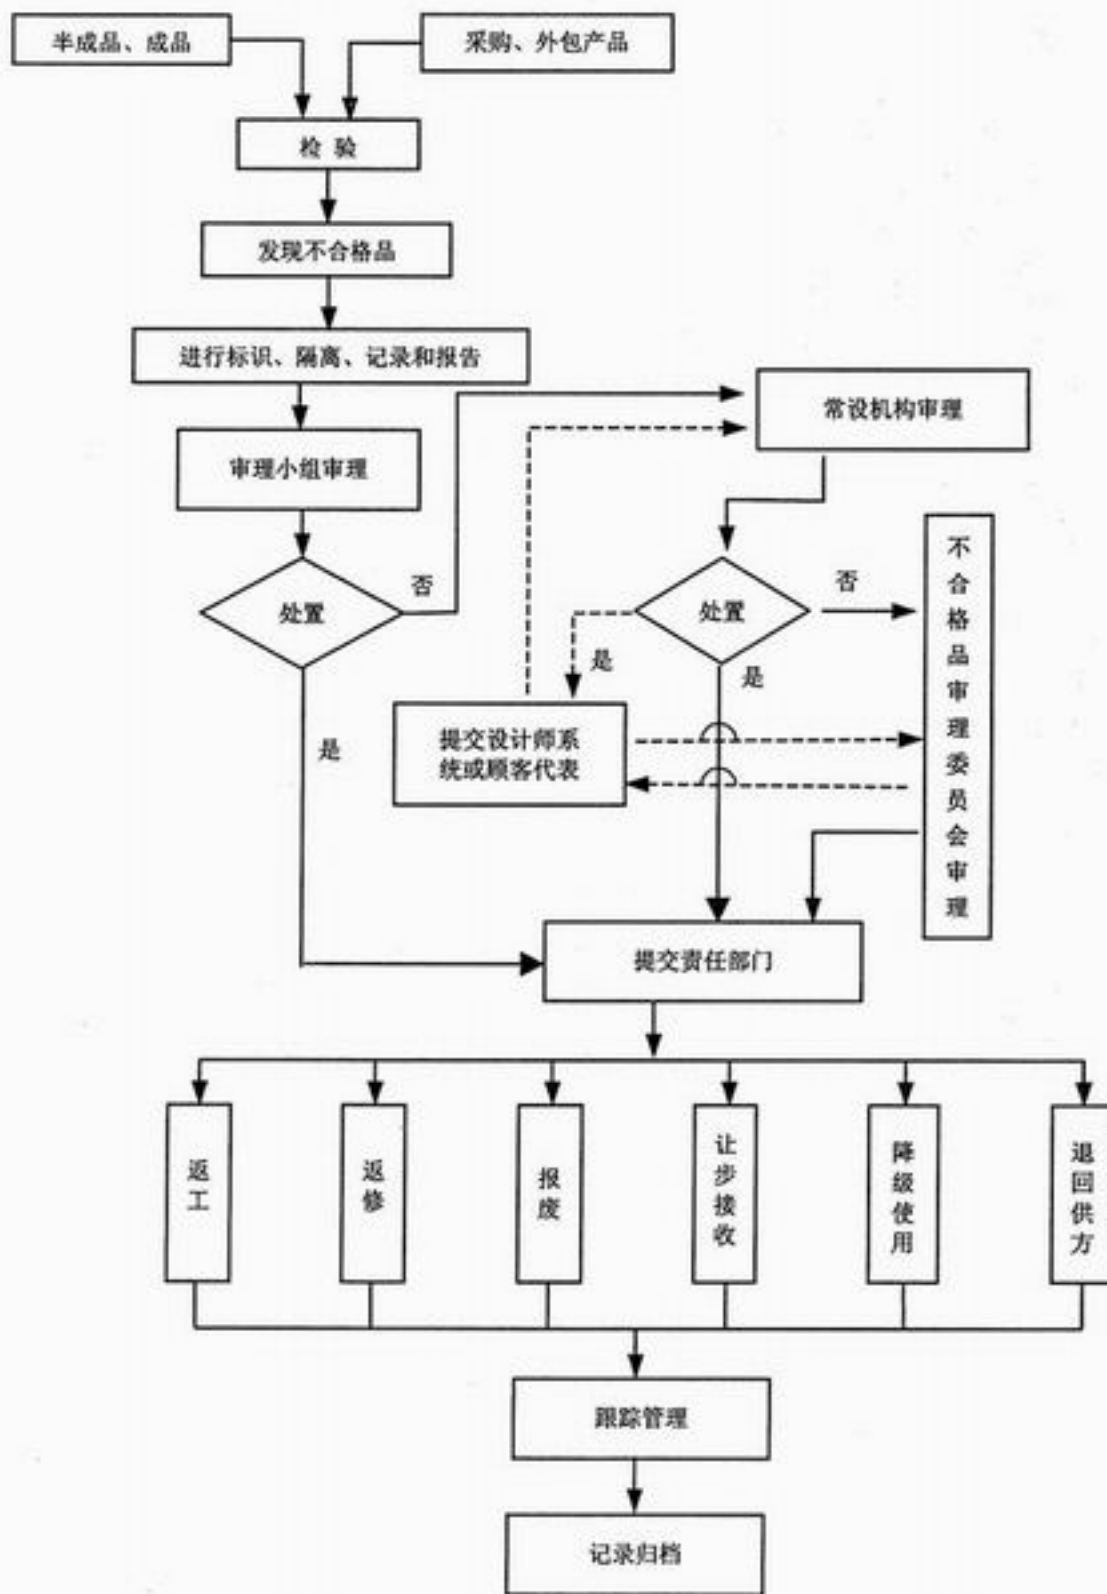 半成品、成品
采购、外包产品
检 验
发现不合格品
进行标识、隔离、记录和报告
常设机构审理
审理小组审理
否
处置
否
处置
是
是
是
不合格品审理委员会审理
提交设计师系
统或顾客代表
提交责任部门
返工
返修
报废
让步接收
降级使用
退回供方
跟踪管理
记录归档